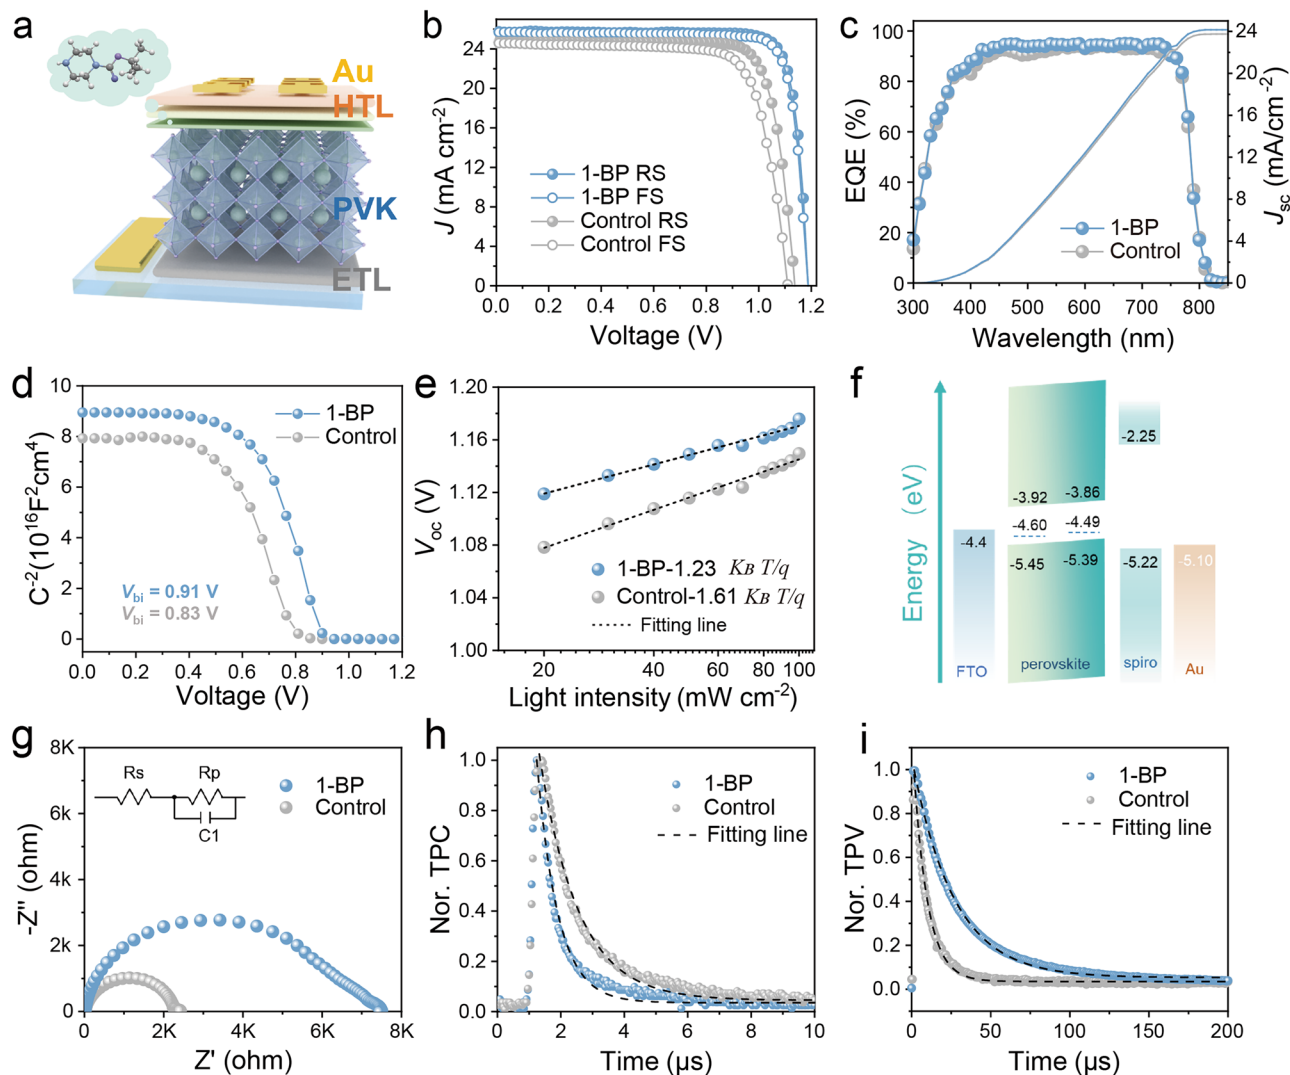 a
Au
HTL
PVK
ETL
b
J (mA cm-2)
24
20
16
12
8
4
0
1-BP RS
1-BP FS
Control RS
Control FS
0.0 0.2 0.4 0.6 0.8 1.0 1.2
Voltage (V)
c
EQE (%)
100
80
60
40
20
0
1-BP
Control
24
20
16
12
8
4
0
Jsc (mA/cm-2)
300 400 500 600 700 800
Wavelength (nm)
d
C-2(1016F2cm4)
10
8
6
4
2
0
1-BP
Control
Vbi = 0.91 V
Vbi = 0.83 V
0.0 0.2 0.4 0.6 0.8 1.0 1.2
Voltage (V)
e
Voc (V)
1.20
1.16
1.12
1.08
1.04
1.00
1-BP-1.23 KB T/q
Control-1.61 KB T/q
Fitting line
20 40 60 80 100
Light intensity (mW cm-2)
f
Energy (eV)
-2.25
-3.92 -3.86
-4.60 -4.49
-4.4
-5.45 -5.39 -5.22 -5.10
FTO perovskite spiro Au
g
-Z'' (ohm)
8K
6K
4K
2K
0
Rs Rp
C1
1-BP
Control
0 2K 4K 6K 8K
Z' (ohm)
h
Nor. TPC
1.0
0.8
0.6
0.4
0.2
0.0
1-BP
Control
Fitting line
0 2 4 6 8 10
Time (μs)
i
Nor. TPV
1.0
0.8
0.6
0.4
0.2
0.0
1-BP
Control
Fitting line
0 50 100 150 200
Time (μs)